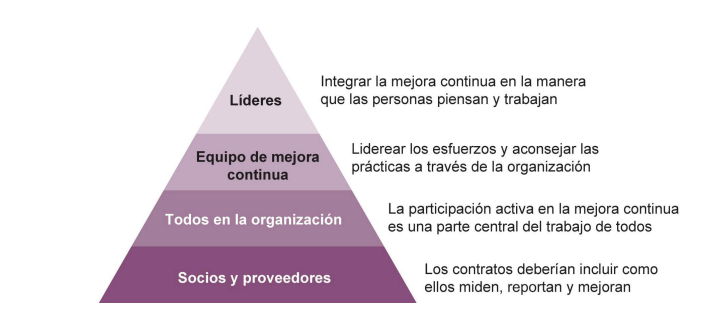 Líderes
Integrar la mejora continua en la manera
que las personas piensan y trabajan
Equipo de mejora
continua
Liderear los esfuerzos y aconsejar las
prácticas a través de la organización
Todos en la organización
La participación activa en la mejora continua
es una parte central del trabajo de todos
Socios y proveedores
Los contratos deberían incluir como
ellos miden, reportan y mejoran